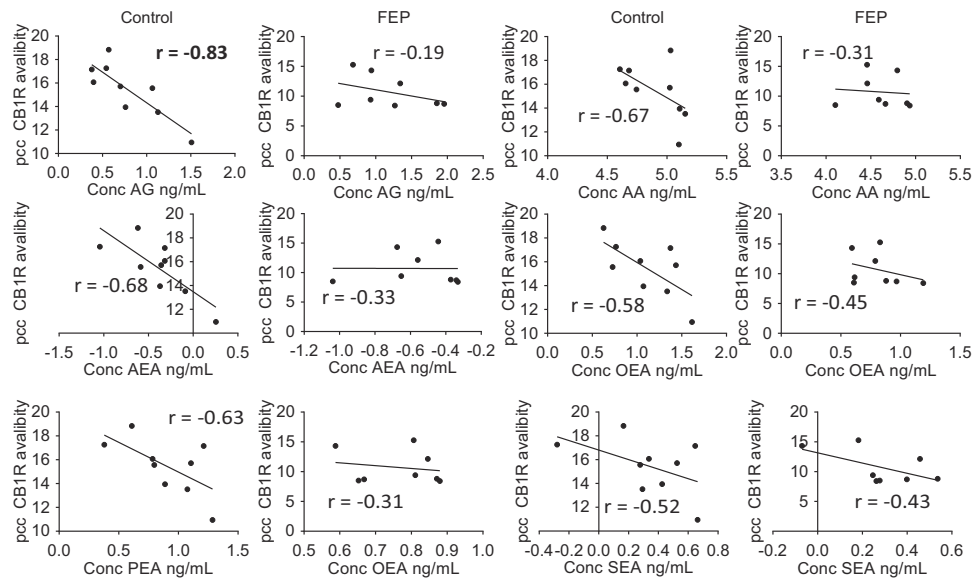 Control
FEP
Control
FEP
pcc CB1R availibity
20
18
16
14
12
10
r = -0.83
0.0 0.5 1.0 1.5 2.0
Conc AG ng/mL
pcc CB1R availibity
20
15
10
5
0
r = -0.19
0.0 0.5 1.0 1.5 2.0 2.5
Conc AG ng/mL
pcc CB1R availibity
20
18
16
14
12
10
r = -0.67
4.0 4.5 5.0 5.5
Conc AA ng/mL
pcc CB1R availibity
20
15
10
5
0
r = -0.31
3.5 4.0 4.5 5.0 5.5
Conc AA ng/mL
pcc CB1R availibity
20
18
16
14
12
r = -0.68
-1.5 -1.0 -0.5 0.0 0.5
Conc AEA ng/mL
pcc CB1R availibity
20
15
10
5
0
r = -0.33
-1.2 -1.0 -0.8 -0.6 -0.4 -0.2
Conc AEA ng/mL
pcc CB1R availibity
20
18
16
14
12
10
r = -0.58
0.0 0.5 1.0 1.5 2.0
Conc OEA ng/mL
pcc CB1R availibity
20
15
10
5
0
r = -0.45
0.0 0.5 1.0 1.5
Conc OEA ng/mL
pcc CB1R availibity
20
18
16
14
12
10
r = -0.63
0.0 0.5 1.0 1.5
Conc PEA ng/mL
pcc CB1R availibity
20
15
10
5
0
r = -0.31
0.5 0.6 0.7 0.8 0.9 1.0
Conc OEA ng/mL
pcc CB1R availibity
20
18
16
14
12
r = -0.52
-0.4 -0.2 0.0 0.2 0.4 0.6 0.8
Conc SEA ng/mL
pcc CB1R availibity
20
15
10
5
r = -0.43
-0.2 0.0 0.2 0.4 0.6
Conc SEA ng/mL